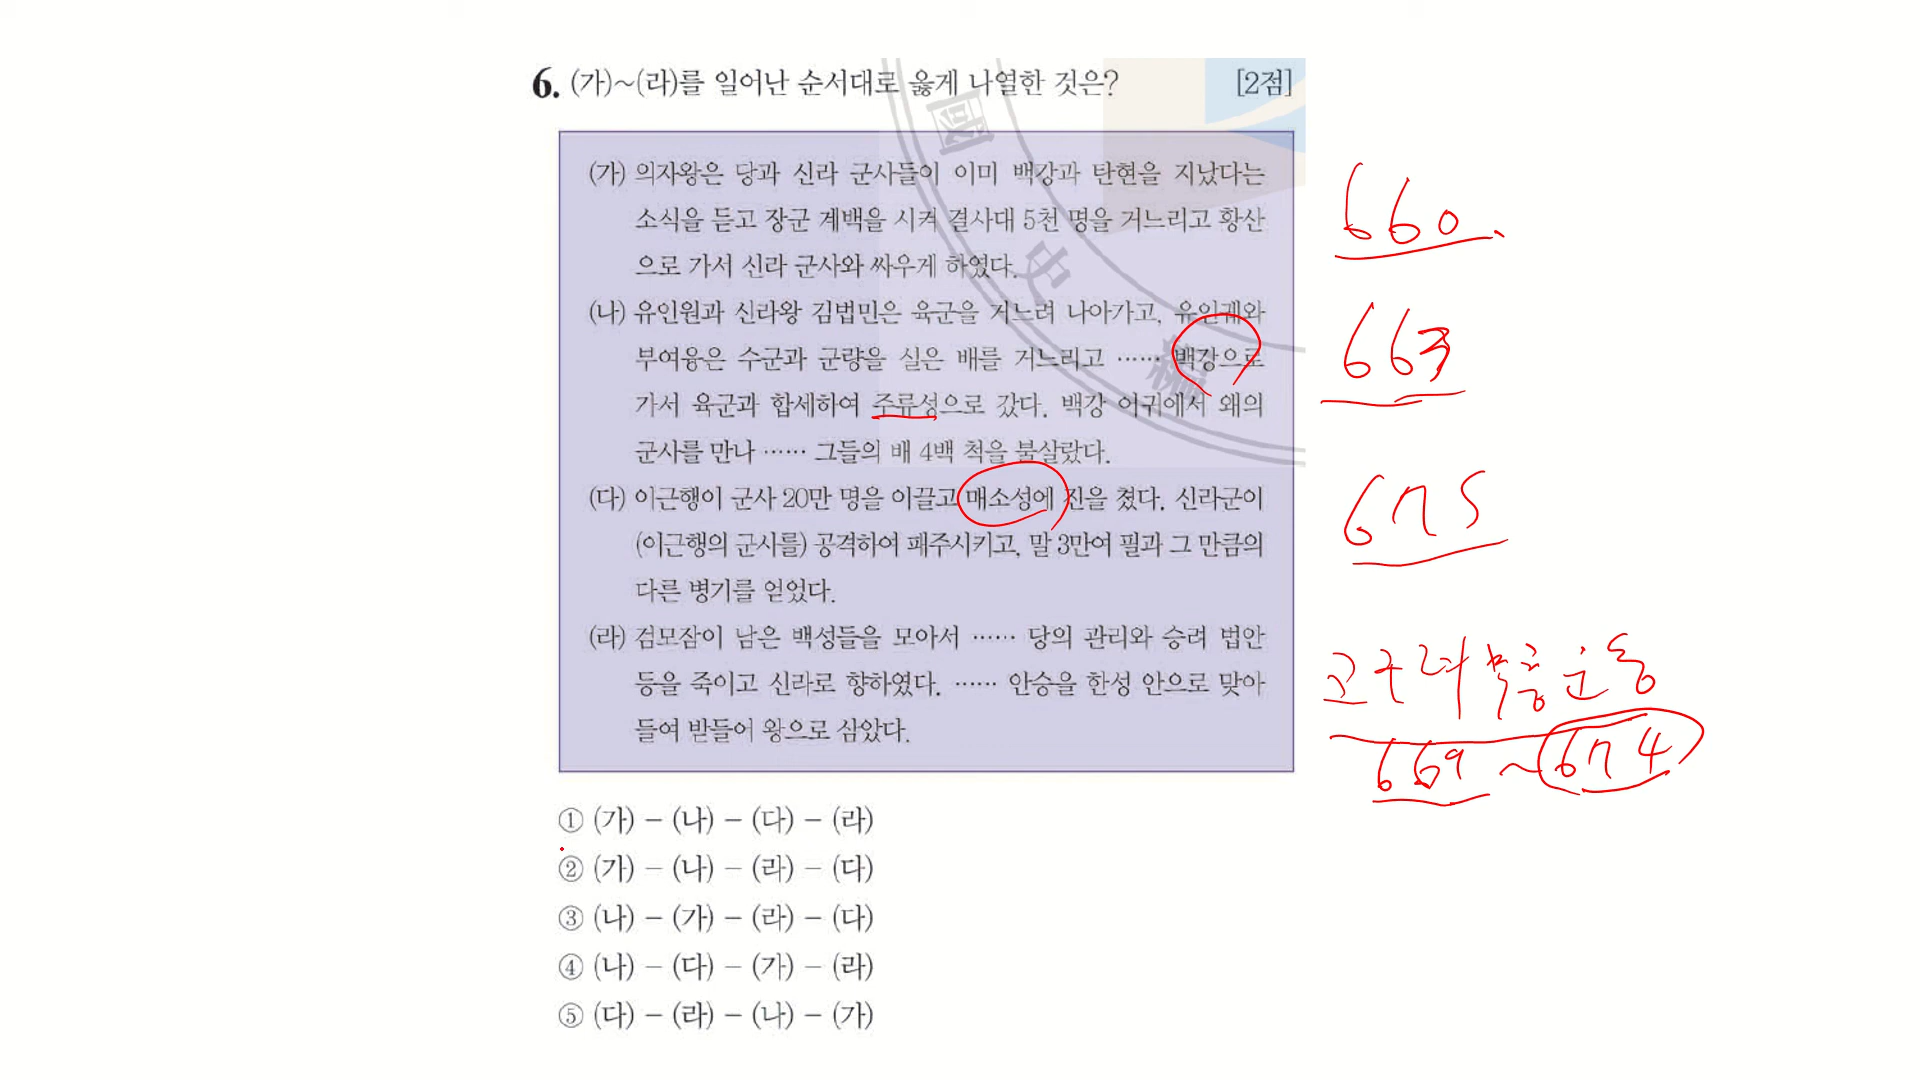 6. (가)~(라)를 일어난 순서대로 옳게 나열한 것은? [2점]
(가) 의자왕은 당과 신라 군사들이 이미 백강과 탄현을 지났다는
소식을 듣고 장군 계백을 시켜 결사대 5천 명을 거느리고 황산
으로 가서 신라 군사와 싸우게 하였다.
660.
(나) 유인원과 신라왕 김법민은 육군을 거느려 나아가고, 유인궤와
부여융은 수군과 군량을 실은 배를 거느리고 …… 백강으로
가서 육군과 합세하여 주류성으로 갔다. 백강 어귀에서 왜의
군사를 만나 …… 그들의 배 4백 척을 불살랐다.
663
(다) 이근행이 군사 20만 명을 이끌고 매소성에 진을 쳤다. 신라군이
(이근행의 군사를) 공격하여 패주시키고, 말 3만여 필과 그 만큼의
다른 병기를 얻었다.
675
(라) 검모잠이 남은 백성들을 모아서 …… 당의 관리와 승려 법안
등을 죽이고 신라로 향하였다. …… 안승을 한성 안으로 맞아
들여 받들어 왕으로 삼았다.
고구려 부흥운동
669 ~ 674
① (가) – (나) – (다) – (라)
② (가) – (나) – (라) – (다)
③ (나) – (가) – (라) – (다)
④ (나) – (다) – (가) – (라)
⑤ (다) – (라) – (나) – (가)
國
史
編